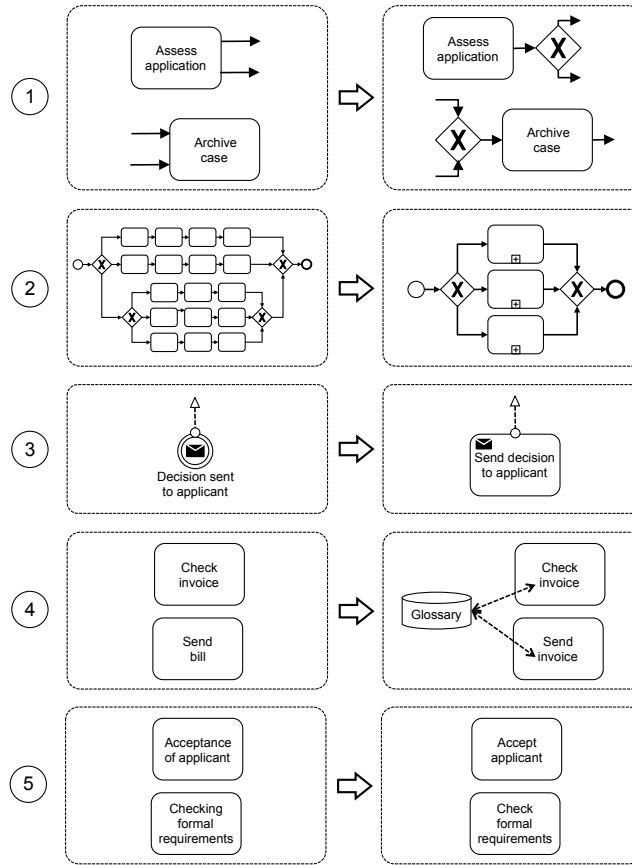 1
Assess
application
Archive
case
Assess
application
X
X
Archive
case
2
X
X
X
X
X
X
3
Decision sent
to applicant
Send decision
to applicant
4
Check
invoice
Send
bill
Glossary
Check
invoice
Send
invoice
5
Acceptance
of applicant
Checking
formal
requirements
Accept
applicant
Check
formal
requirements